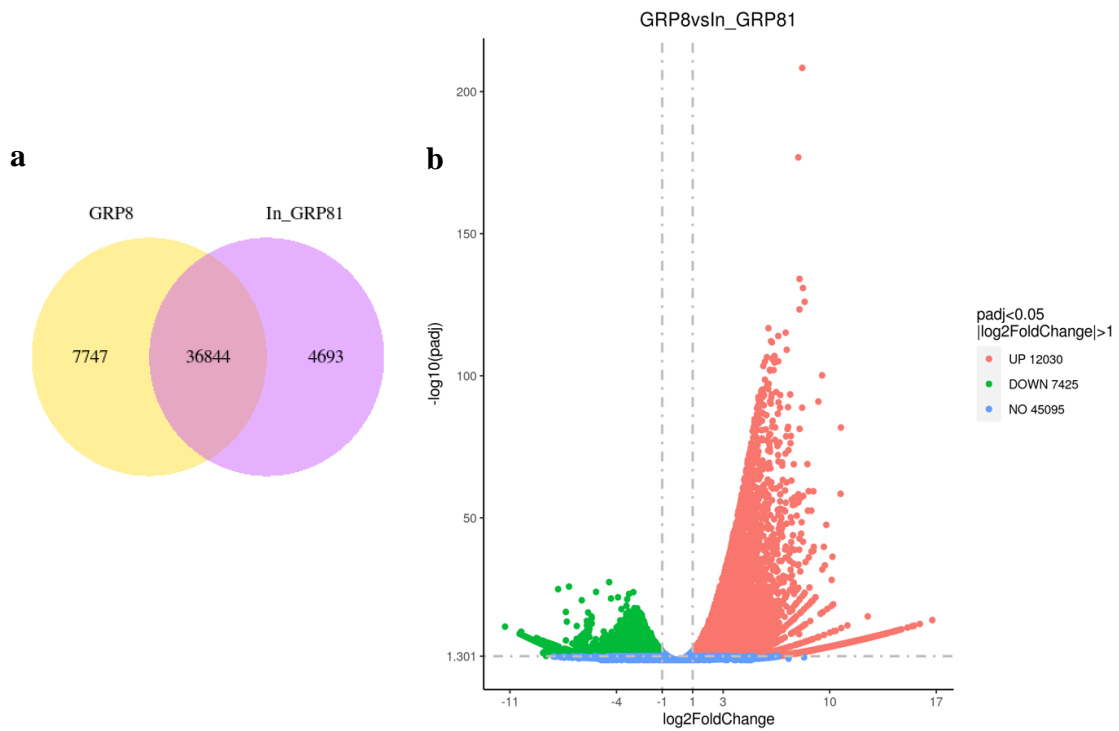 a
GRP8
In_GRP81
7747
36844
4693
b
GRP8vsIn_GRP81
-log10(padj)
200
150
100
50
1.301
-11
-4
-1
1
3
10
17
log2FoldChange
padj<0.05
|log2FoldChange|>1
UP 12030
DOWN 7425
NO 45095